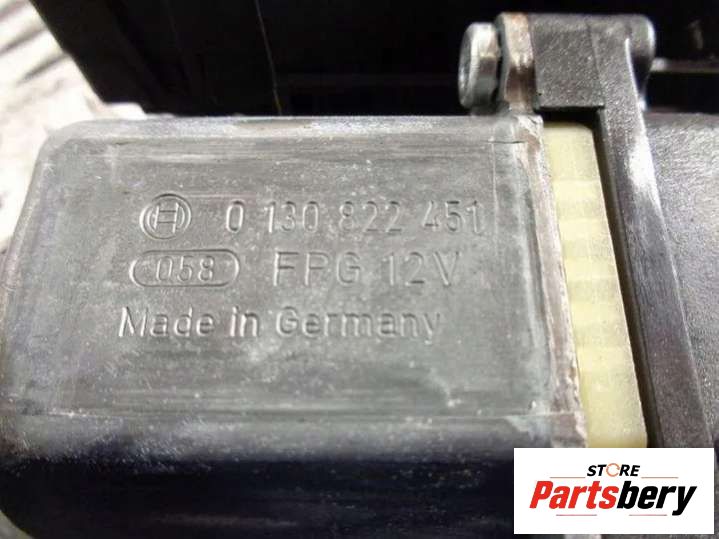 0 130 822 451
058 FPG 12V
Made in Germany
STORE
Partsbery